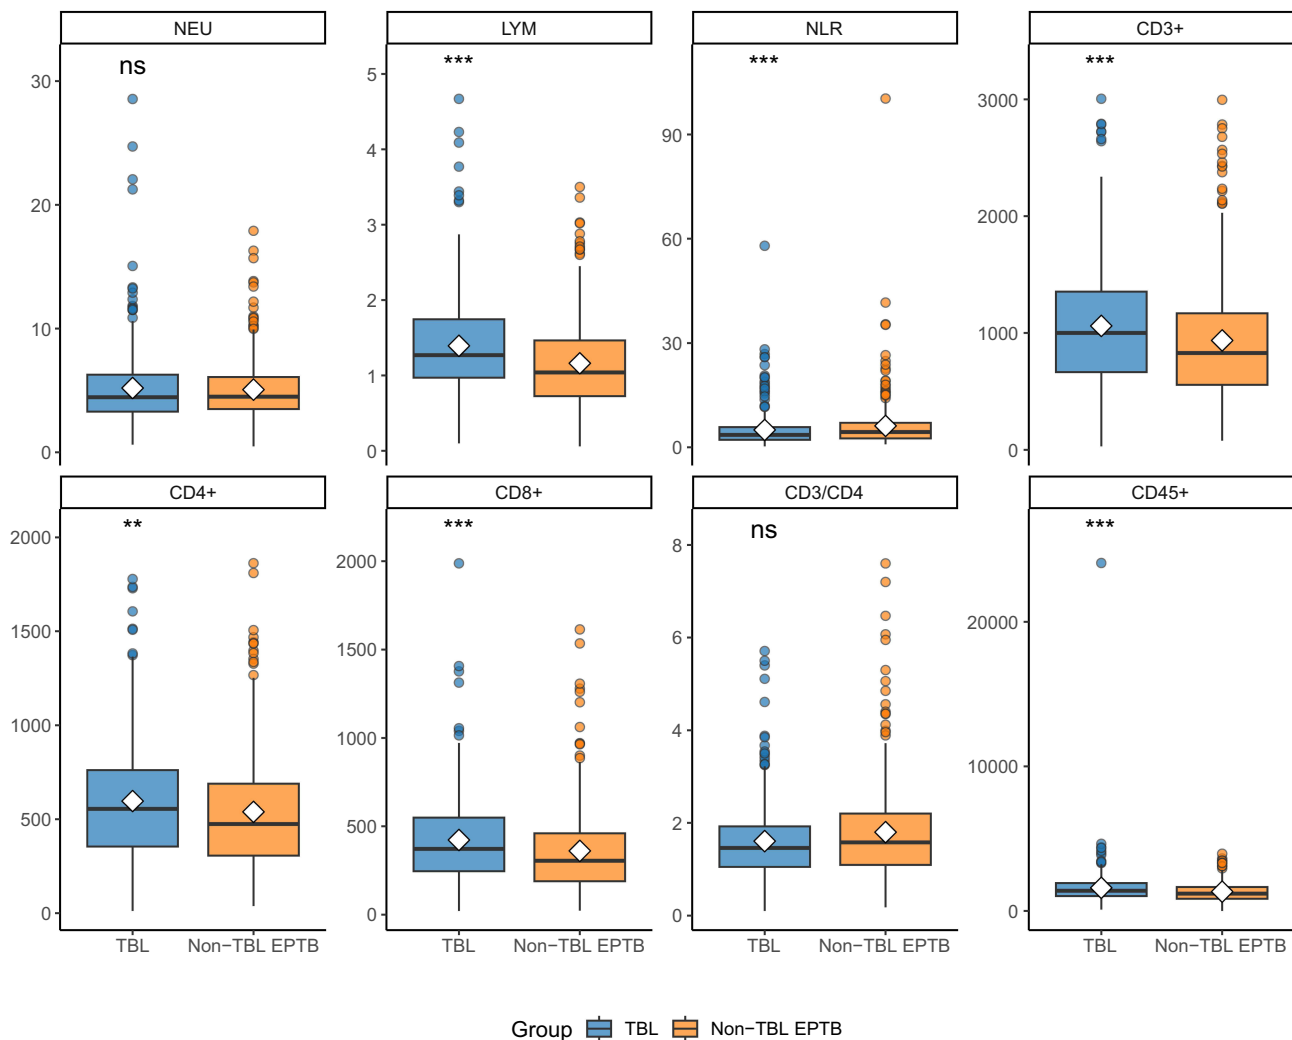 NEU LYM NLR CD3+
ns *** *** ***
30 5 90 3000
20 4 60 2000
10 3 30 1000
0 2 0 0
1
0
CD4+ CD8+ CD3/CD4 CD45+
** *** ns ***
2000 2000 8 20000
1500 1500 6 10000
1000 1000 4 0
500 500 2
0 0 0
TBL Non−TBL EPTB TBL Non−TBL EPTB TBL Non−TBL EPTB TBL Non−TBL EPTB
Group TBL Non−TBL EPTB